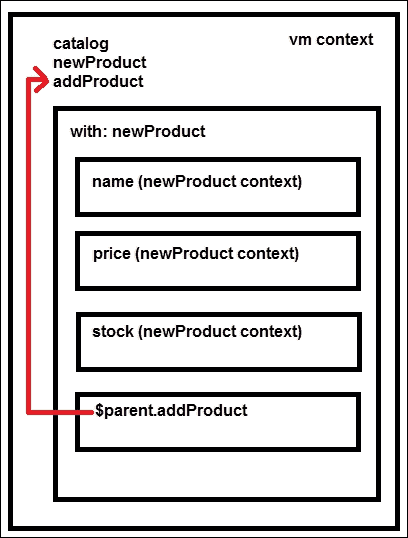 vm context
catalog
newProduct
addProduct
with: newProduct
name (newProduct context)
price (newProduct context)
stock (newProduct context)
$parent.addProduct